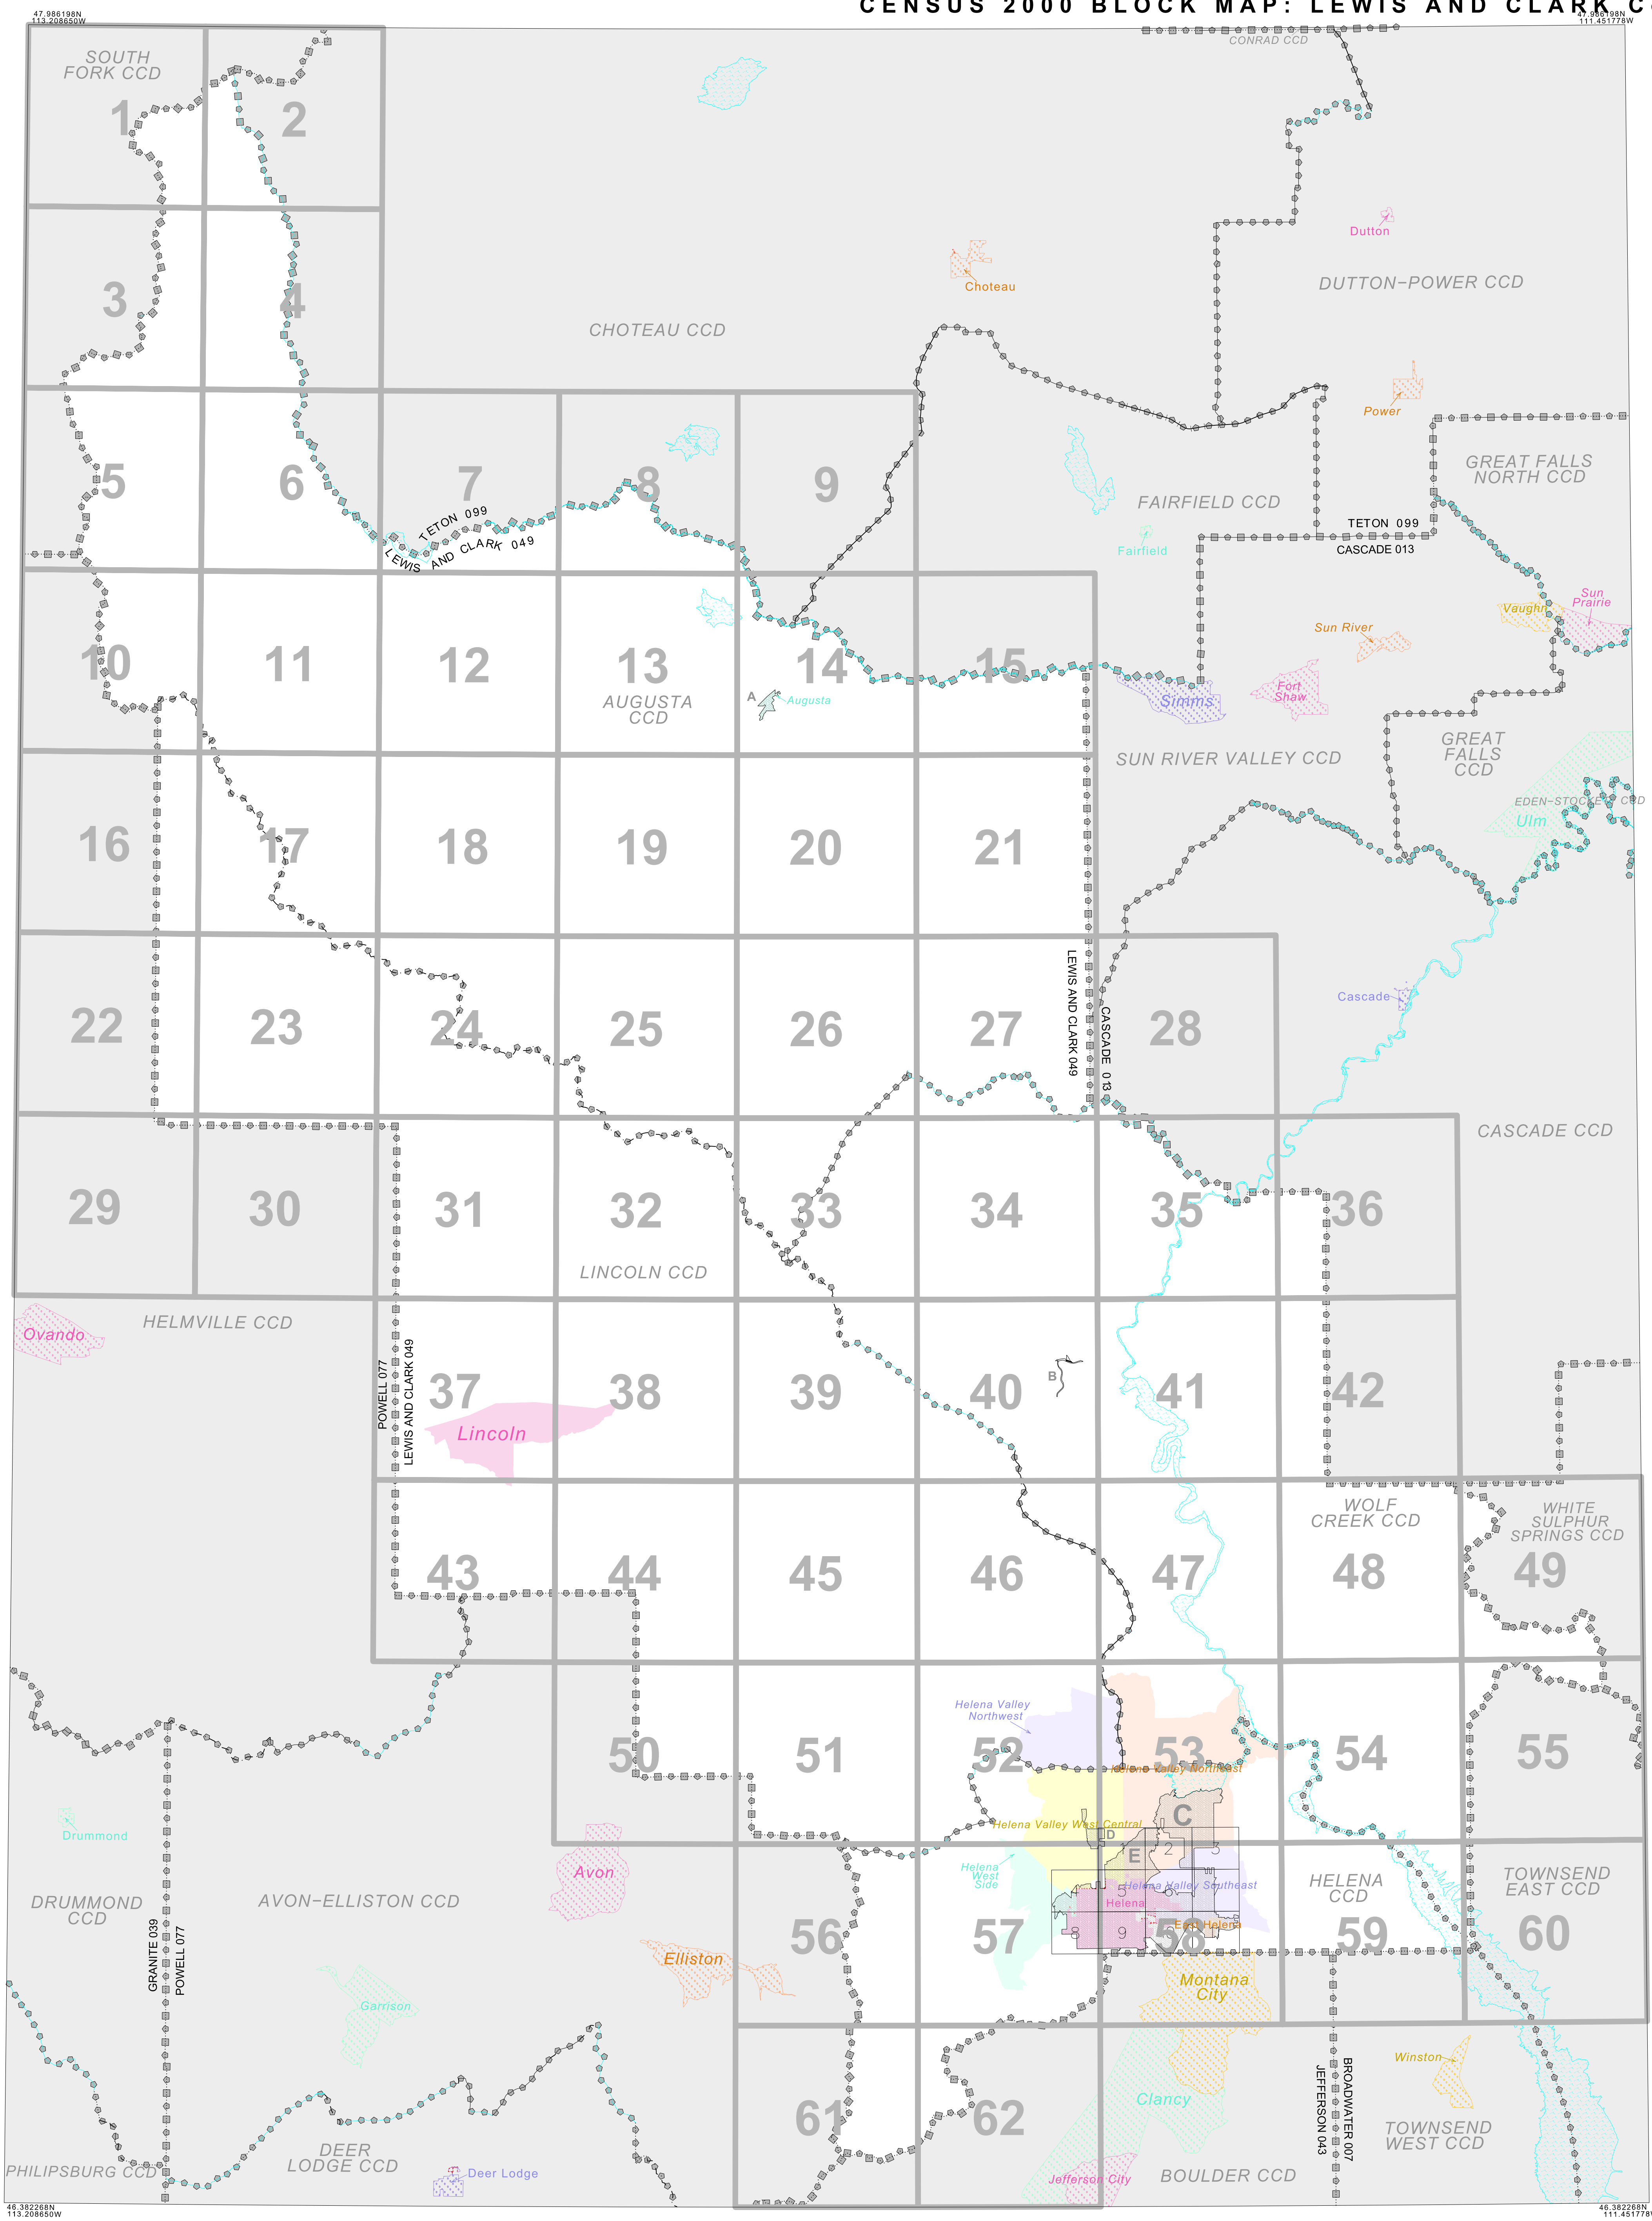 CENSUS 2000 BLOCK MAP: LEWIS AND CLARK C
47.986198N
113.208650W
47.986198N
111.451778W
CONRAD CCD
SOUTH
FORK CCD
1
2
Dutton
DUTTON-POWER CCD
Choteau
3
4
CHOTEAU CCD
Power
5
6
7
8
9
GREAT FALLS
NORTH CCD
FAIRFIELD CCD
TETON 099
LEWIS AND CLARK 049
Fairfield
TETON 099
CASCADE 013
Vaughn
Sun
Prairie
Sun River
10
11
12
13
14
15
AUGUSTA
CCD
A
Augusta
Simms
Fort
Shaw
SUN RIVER VALLEY CCD
GREAT
FALLS
CCD
EDEN-STOCKETT CCD
Ulm
16
17
18
19
20
21
LEWIS AND CLARK 049
CASCADE 013
Cascade
22
23
24
25
26
27
28
CASCADE CCD
29
30
31
32
33
34
35
36
LINCOLN CCD
HELMVILLE CCD
Ovando
POWELL 077
LEWIS AND CLARK 049
B
37
38
39
40
41
42
Lincoln
WOLF
CREEK CCD
WHITE
SULPHUR
SPRINGS CCD
43
44
45
46
47
48
49
Helena Valley
Northwest
50
51
52
53
54
55
Helena Valley Northeast
Drummond
C
Helena Valley West Central
D
E
2
3
Helena
West
Side
Avon
DRUMMOND
CCD
AVON-ELLISTON CCD
Helena Valley Southeast
5
HELENA
CCD
TOWNSEND
EAST CCD
Helena
East Helena
8
9
56
57
58
59
60
GRANITE 039
POWELL 077
Elliston
Montana
City
Garrison
Winston
JEFFERSON 043
BROADWATER 007
Clancy
61
62
TOWNSEND
WEST CCD
DEER
LODGE CCD
PHILIPSBURG CCD
Deer Lodge
Jefferson City
BOULDER CCD
46.382268N
113.208650W
46.382268N
111.451778W